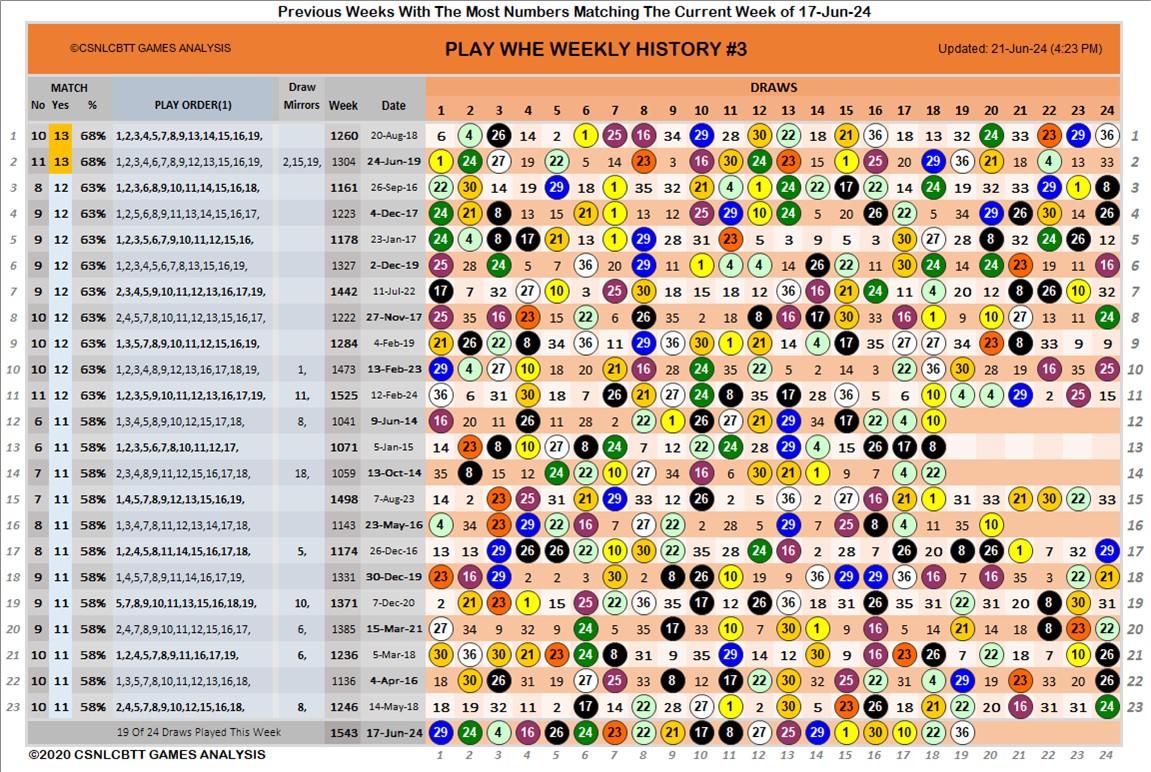 Previous Weeks With The Most Numbers Matching The Current Week of 17-Jun-24
©CSNLCBTT GAMES ANALYSIS PLAY WHE WEEKLY HISTORY #3 Updated: 21-Jun-24 (4:23 PM)
MATCH Draw DRAWS
No Yes % PLAY ORDER(1) Mirrors Week Date 1 2 3 4 5 6 7 8 9 10 11 12 13 14 15 16 17 18 19 20 21 22 23 24
1 10 13 68% 1,2,3,4,5,7,8,9,13,14,15,16,19, 1260 20-Aug-18 6 4 26 14 2 1 25 16 34 29 28 30 22 18 21 36 18 13 32 24 33 23 29 36 1
2 11 13 68% 1,2,3,4,6,7,8,9,12,13,15,16,19, 2,15,19, 1304 24-Jun-19 1 24 27 19 22 5 14 23 3 16 30 24 23 15 1 25 20 29 36 21 18 4 13 33 2
3 8 12 63% 1,2,3,6,8,9,10,11,14,15,16,18, 1161 26-Sep-16 22 30 14 19 29 18 1 35 32 21 4 1 24 22 17 22 14 24 19 32 33 29 1 8 3
4 9 12 63% 1,2,5,6,8,9,11,13,14,15,16,17, 1223 4-Dec-17 24 21 8 13 15 21 1 13 12 25 29 10 24 5 20 26 22 5 34 29 26 30 14 26 4
5 9 12 63% 1,2,3,5,6,7,9,10,11,12,15,16, 1178 23-Jan-17 24 4 8 17 21 13 1 29 28 31 23 5 3 9 5 3 30 27 28 8 32 24 26 12 5
6 9 12 63% 1,2,3,4,5,6,7,8,13,15,16,19, 1327 2-Dec-19 25 28 24 5 7 36 20 29 11 1 4 4 14 26 22 11 30 24 14 24 23 19 11 16 6
7 9 12 63% 2,3,4,5,9,10,11,12,13,16,17,19, 1442 11-Jul-22 17 7 32 27 10 3 25 30 18 15 18 12 36 16 21 24 11 4 20 12 8 26 10 32 7
8 10 12 63% 2,4,5,7,8,10,11,12,13,15,16,17, 1222 27-Nov-17 25 35 16 23 15 22 6 26 35 2 18 8 16 17 30 33 16 1 9 10 27 13 11 24 8
9 10 12 63% 1,3,5,7,8,9,10,11,12,15,16,19, 1284 4-Feb-19 21 26 22 8 34 36 11 29 36 30 1 21 14 4 17 35 27 27 34 23 8 33 9 9 9
10 10 12 63% 1,2,3,4,8,9,12,13,16,17,18,19, 1, 1473 13-Feb-23 29 4 27 10 18 20 21 16 28 24 35 22 5 2 14 3 22 36 30 28 19 16 35 25 10
11 11 12 63% 1,2,3,5,9,10,11,12,13,16,17,19, 11, 1525 12-Feb-24 36 6 31 30 18 7 26 21 27 24 8 35 17 28 36 5 6 10 4 4 29 2 25 15 11
12 6 11 58% 1,3,4,5,8,9,10,12,15,17,18, 8, 1041 9-Jun-14 16 20 11 26 11 28 2 22 1 26 27 21 29 34 17 22 4 10 12
13 6 11 58% 1,2,3,5,6,7,8,10,11,12,17, 1071 5-Jan-15 14 23 8 10 27 8 24 7 12 22 24 28 29 4 15 26 17 8 13
14 7 11 58% 2,3,4,8,9,11,12,15,16,17,18, 18, 1059 13-Oct-14 35 8 15 12 24 22 10 27 34 16 6 30 21 1 9 7 4 22 14
15 7 11 58% 1,4,5,7,8,9,12,13,15,16,19, 1498 7-Aug-23 14 2 23 25 31 21 29 33 12 26 2 5 36 2 27 16 21 1 31 33 21 30 22 33 15
16 8 11 58% 1,3,4,7,8,11,12,13,14,17,18, 1143 23-May-16 4 34 23 29 22 16 7 27 22 2 28 5 29 7 25 8 4 11 35 10 16
17 8 11 58% 1,2,4,5,8,11,14,15,16,17,18, 5, 1174 26-Dec-16 13 13 29 26 26 22 10 30 22 35 28 24 16 2 28 7 26 20 8 26 1 7 32 29 17
18 9 11 58% 1,4,5,7,8,9,11,14,16,17,19, 1331 30-Dec-19 23 16 29 2 2 3 30 2 8 26 10 19 9 36 29 29 36 16 7 16 35 3 22 21 18
19 9 11 58% 5,7,8,9,10,11,13,15,16,18,19, 10, 1371 7-Dec-20 2 21 23 1 15 25 22 36 35 17 12 26 36 18 31 26 35 31 22 31 20 8 30 31 19
20 9 11 58% 2,4,7,8,9,10,11,12,15,16,17, 6, 1385 15-Mar-21 27 34 9 32 9 24 5 35 17 33 10 7 30 1 9 16 5 14 21 14 18 8 23 22 20
21 10 11 58% 1,2,4,5,7,8,9,11,16,17,19, 6, 1236 5-Mar-18 30 36 30 21 23 24 8 31 9 35 29 14 12 30 9 16 23 26 7 22 18 7 10 26 21
22 10 11 58% 1,3,5,7,8,10,11,12,16,18, 1136 4-Apr-16 18 30 26 31 19 27 25 33 8 12 17 22 30 32 25 22 31 4 29 19 23 33 20 26 22
23 10 11 58% 2,4,5,7,8,9,10,12,15,16,18, 8, 1246 14-May-18 18 19 32 11 2 17 14 22 28 27 1 2 30 5 23 26 18 21 22 20 16 31 31 24 23
19 Of 24 Draws Played This Week 1543 17-Jun-24 29 24 4 16 26 24 23 22 21 17 8 27 25 29 1 30 10 22 36
©2020 CSNLCBTT GAMES ANALYSIS 1 2 3 4 5 6 7 8 9 10 11 12 13 14 15 16 17 18 19 20 21 22 23 24